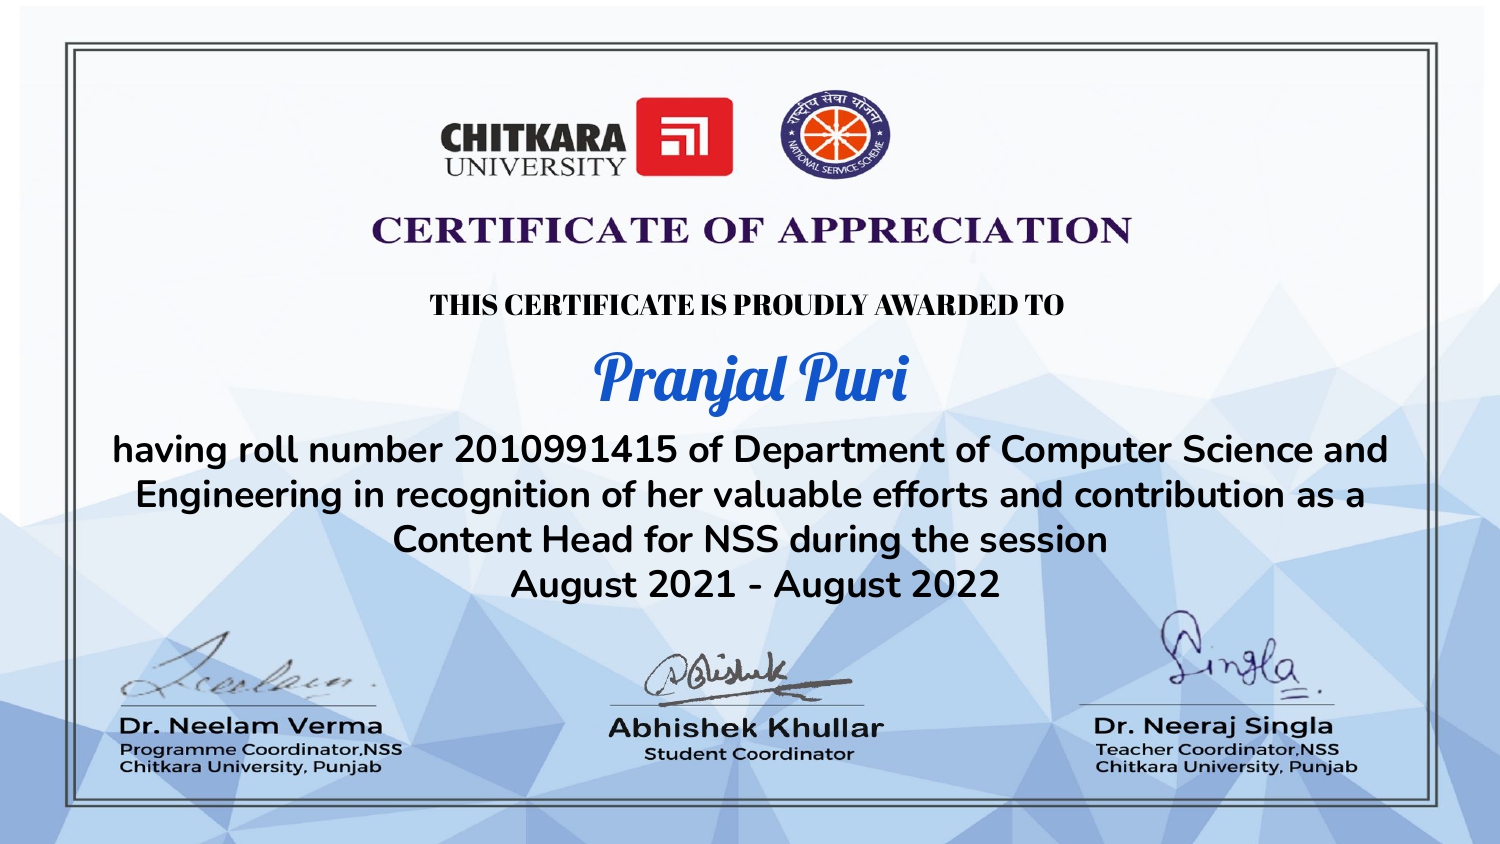 CHITKARA
UNIVERSITY
राष्ट्रीय सेवा योजना
NATIONAL SERVICE SCHEME
CERTIFICATE OF APPRECIATION
THIS CERTIFICATE IS PROUDLY AWARDED TO
Pranjal Puri
having roll number 2010991415 of Department of Computer Science and
Engineering in recognition of her valuable efforts and contribution as a
Content Head for NSS during the session
August 2021 - August 2022
Neelam.
Abhishek
Singla.
Dr. Neelam Verma
Programme Coordinator,NSS
Chitkara University, Punjab
Abhishek Khullar
Student Coordinator
Dr. Neeraj Singla
Teacher Coordinator,NSS
Chitkara University, Punjab